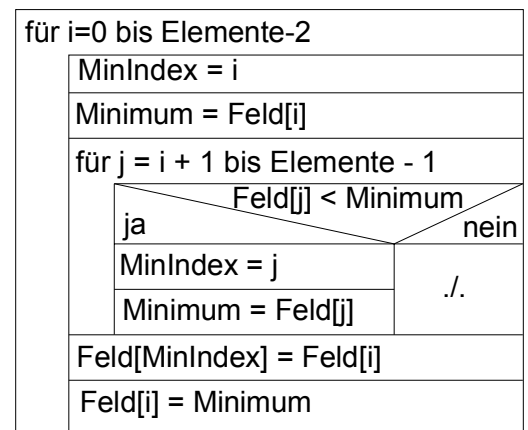 für i=0 bis Elemente-2
MinIndex = i
Minimum = Feld[i]
für j = i + 1 bis Elemente - 1
Feld[j] < Minimum
ja
nein
MinIndex = j
./.
Minimum = Feld[j]
Feld[MinIndex] = Feld[i]
Feld[i] = Minimum